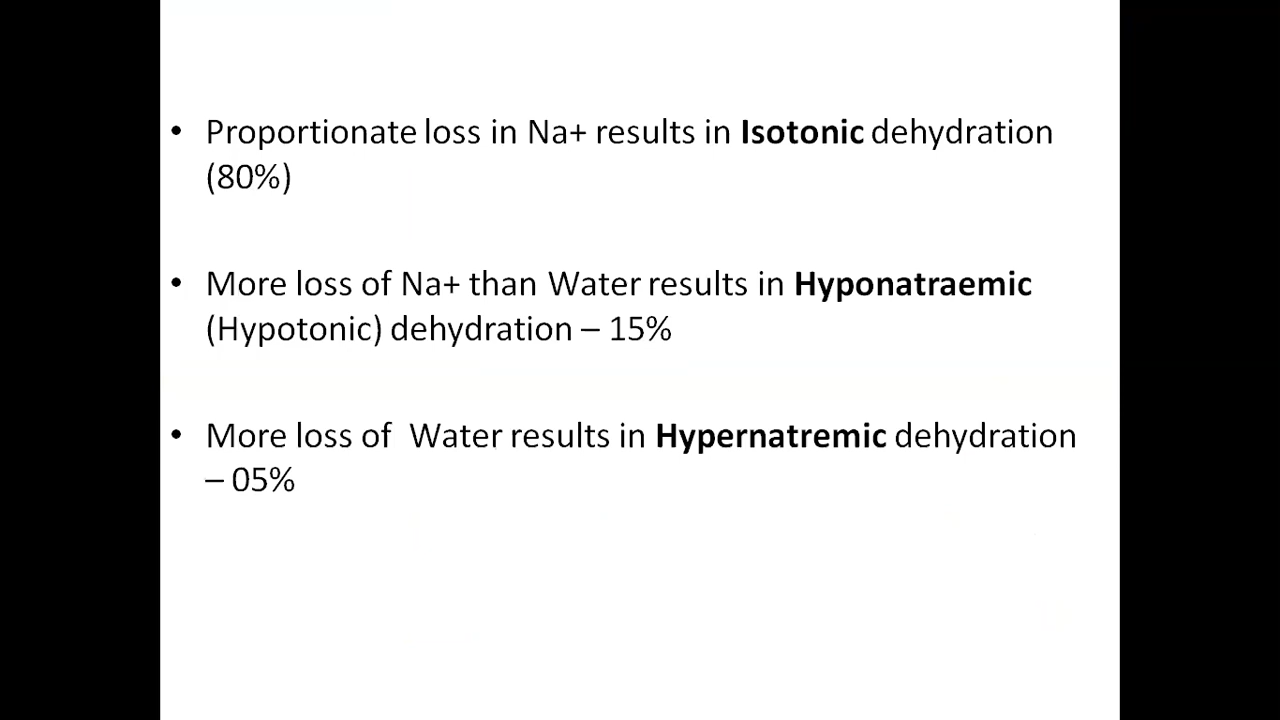 • Proportionate loss in Na+ results in Isotonic dehydration
(80%)
• More loss of Na+ than Water results in Hyponatraemic
(Hypotonic) dehydration – 15%
• More loss of  Water results in Hypernatremic dehydration
– 05%